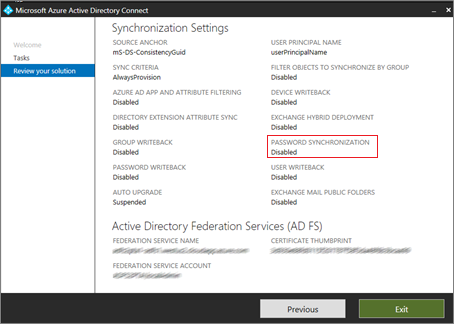 Microsoft Azure Active Directory Connect
Welcome
Tasks
Review your solution
Synchronization Settings
SOURCE ANCHOR
mS-DS-ConsistencyGuid
USER PRINCIPAL NAME
userPrincipalName
SYNC CRITERIA
AlwaysProvision
FILTER OBJECTS TO SYNCHRONIZE BY GROUP
Disabled
AZURE AD APP AND ATTRIBUTE FILTERING
Disabled
DEVICE WRITEBACK
Disabled
DIRECTORY EXTENSION ATTRIBUTE SYNC
Disabled
EXCHANGE HYBRID DEPLOYMENT
Disabled
GROUP WRITEBACK
Disabled
PASSWORD SYNCHRONIZATION
Disabled
PASSWORD WRITEBACK
Disabled
USER WRITEBACK
Disabled
AUTO UPGRADE
Suspended
EXCHANGE MAIL PUBLIC FOLDERS
Disabled
Active Directory Federation Services (AD FS)
FEDERATION SERVICE NAME
CERTIFICATE THUMBPRINT
FEDERATION SERVICE ACCOUNT
Previous
Exit